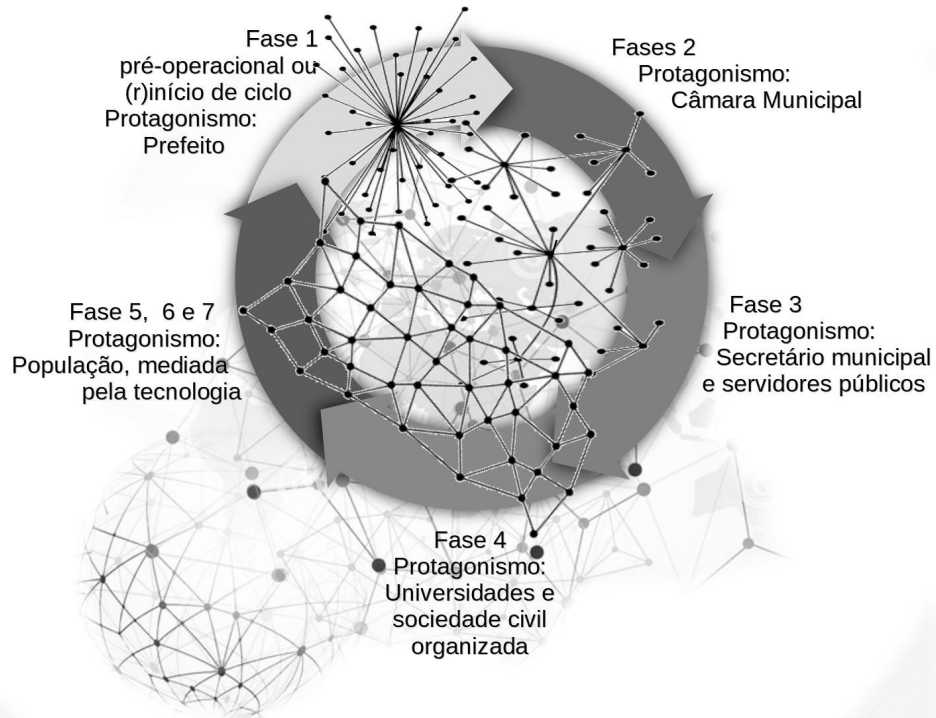 Fase 1
pré-operacional ou
(r)início de ciclo
Protagonismo:
Prefeito
Fases 2
Protagonismo:
Câmara Municipal
Fase 3
Protagonismo:
Secretário municipal
e servidores públicos
Fase 4
Protagonismo:
Universidades e
sociedade civil
organizada
Fase 5, 6 e 7
Protagonismo:
População, mediada
pela tecnologia